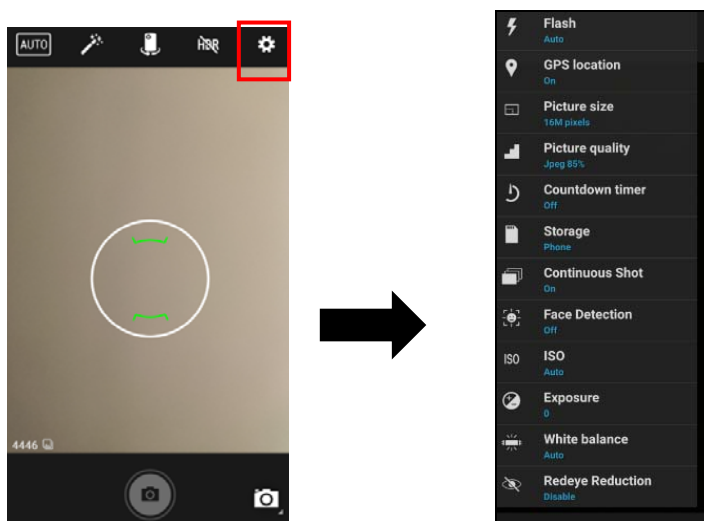 AUTO HDR
4446
Flash
Auto
GPS location
On
Picture size
16M pixels
Picture quality
Jpeg 85%
Countdown timer
Off
Storage
Phone
Continuous Shot
On
Face Detection
Off
ISO ISO
Auto
Exposure
0
White balance
Auto
Redeye Reduction
Disable